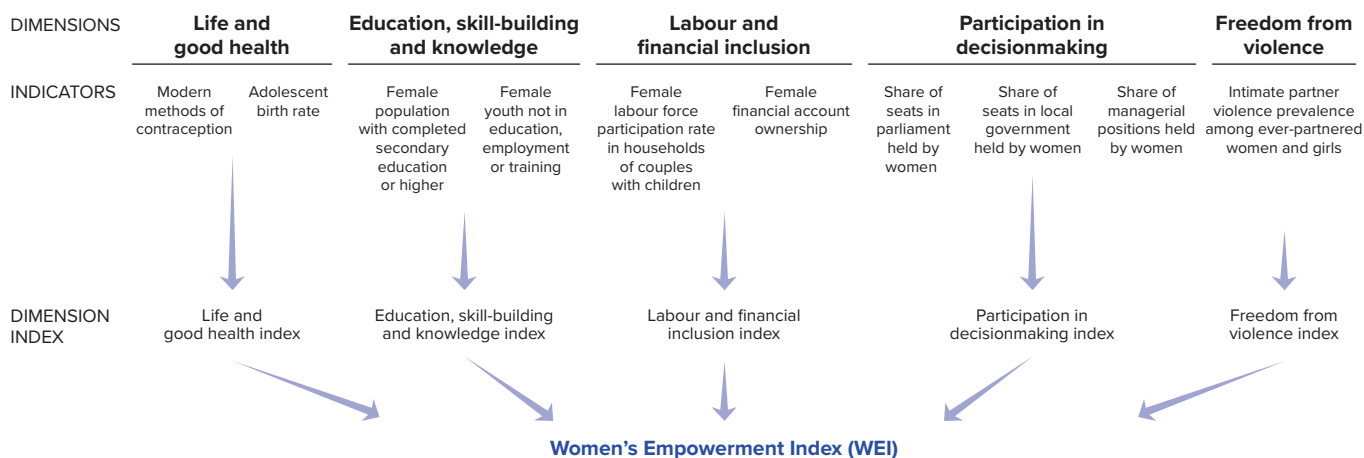 DIMENSIONS
Life and
good health
Education, skill-building
and knowledge
Labour and
financial inclusion
Participation in
decisionmaking
Freedom from
violence
INDICATORS
Modern
methods of
contraception
Adolescent
birth rate
Female
population
with completed
secondary
education
or higher
Female
youth not in
education,
employment
or training
Female
labour force
participation rate
in households
of couples
with children
Female
financial account
ownership
Share of
seats in
parliament
held by
women
Share of
seats in local
government
held by women
Share of
managerial
positions held
by women
Intimate partner
violence prevalence
among ever-partnered
women and girls
DIMENSION
INDEX
Life and
good health index
Education, skill-building
and knowledge index
Labour and financial
inclusion index
Participation in
decisionmaking index
Freedom from
violence index
Women’s Empowerment Index (WEI)